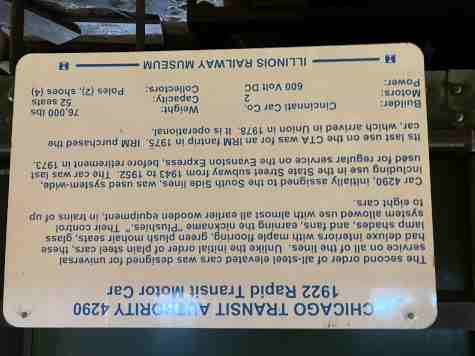 CHICAGO TRANSIT AUTHORITY 4290
1922 Rapid Transit Motor Car
The second order of all-steel elevated cars was designed for universal
service on all of the lines. Unlike the initial order of plain steel cars, these
had deluxe interiors with maple flooring, green plush mohair seats, glass
lamp shades, and fans, earning the nickname "Plushies." Their control
system allowed use with almost all earlier wooden equipment, in trains of up
to eight cars.
Car 4290, initially assigned to the South Side lines, was used system-wide,
including use in the State Street subway from 1943 to 1952. The car was last
used for regular service on the Evanston Express, before retirement in 1973.
Its last use on the CTA was for an IRM fantrip in 1975. IRM purchased the
car, which arrived in Union in 1978. It is operational.
Builder: Cincinnati Car Co. Weight: 76,000 lbs
Motors: 2 Capacity: 52 seats
Power: 600 Volt DC Collectors: Poles (2), shoes (4)
ILLINOIS RAILWAY MUSEUM